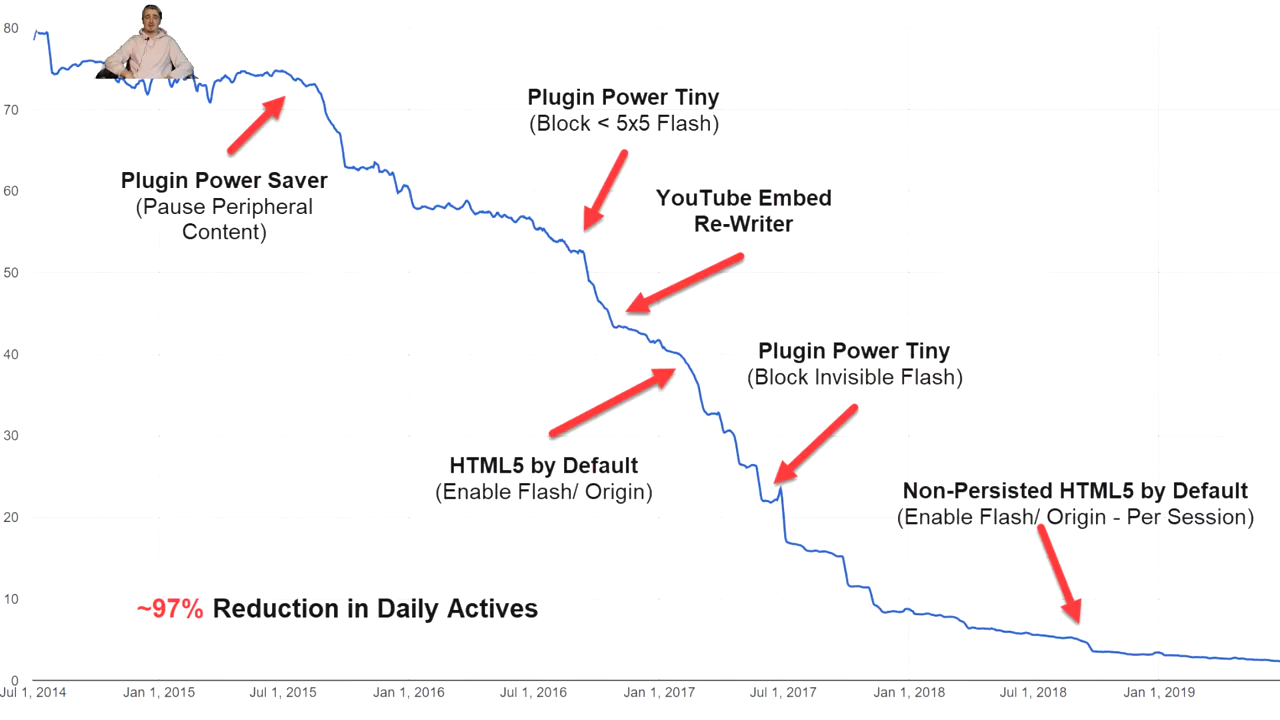 80
70
60
50
40
30
20
10
0
Plugin Power Saver
(Pause Peripheral
Content)
Plugin Power Tiny
(Block < 5x5 Flash)
YouTube Embed
Re-Writer
HTML5 by Default
(Enable Flash/ Origin)
Plugin Power Tiny
(Block Invisible Flash)
Non-Persisted HTML5 by Default
(Enable Flash/ Origin - Per Session)
~97% Reduction in Daily Actives
Jul 1, 2014 Jan 1, 2015 Jul 1, 2015 Jan 1, 2016 Jul 1, 2016 Jan 1, 2017 Jul 1, 2017 Jan 1, 2018 Jul 1, 2018 Jan 1, 2019